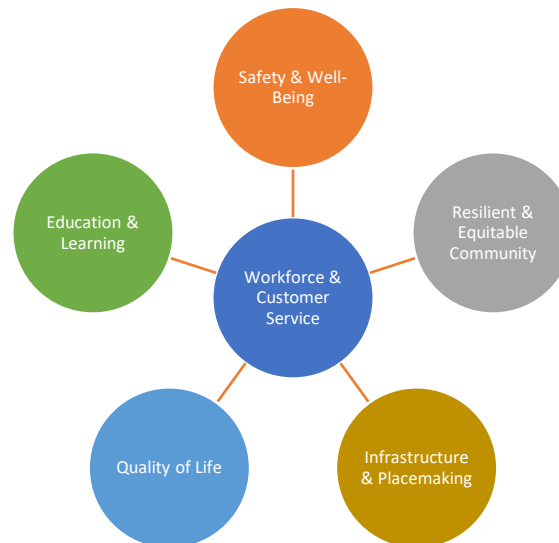 Safety & Well-
Being
Education &
Learning
Resilient &
Equitable
Community
Workforce &
Customer
Service
Quality of Life
Infrastructure
& Placemaking